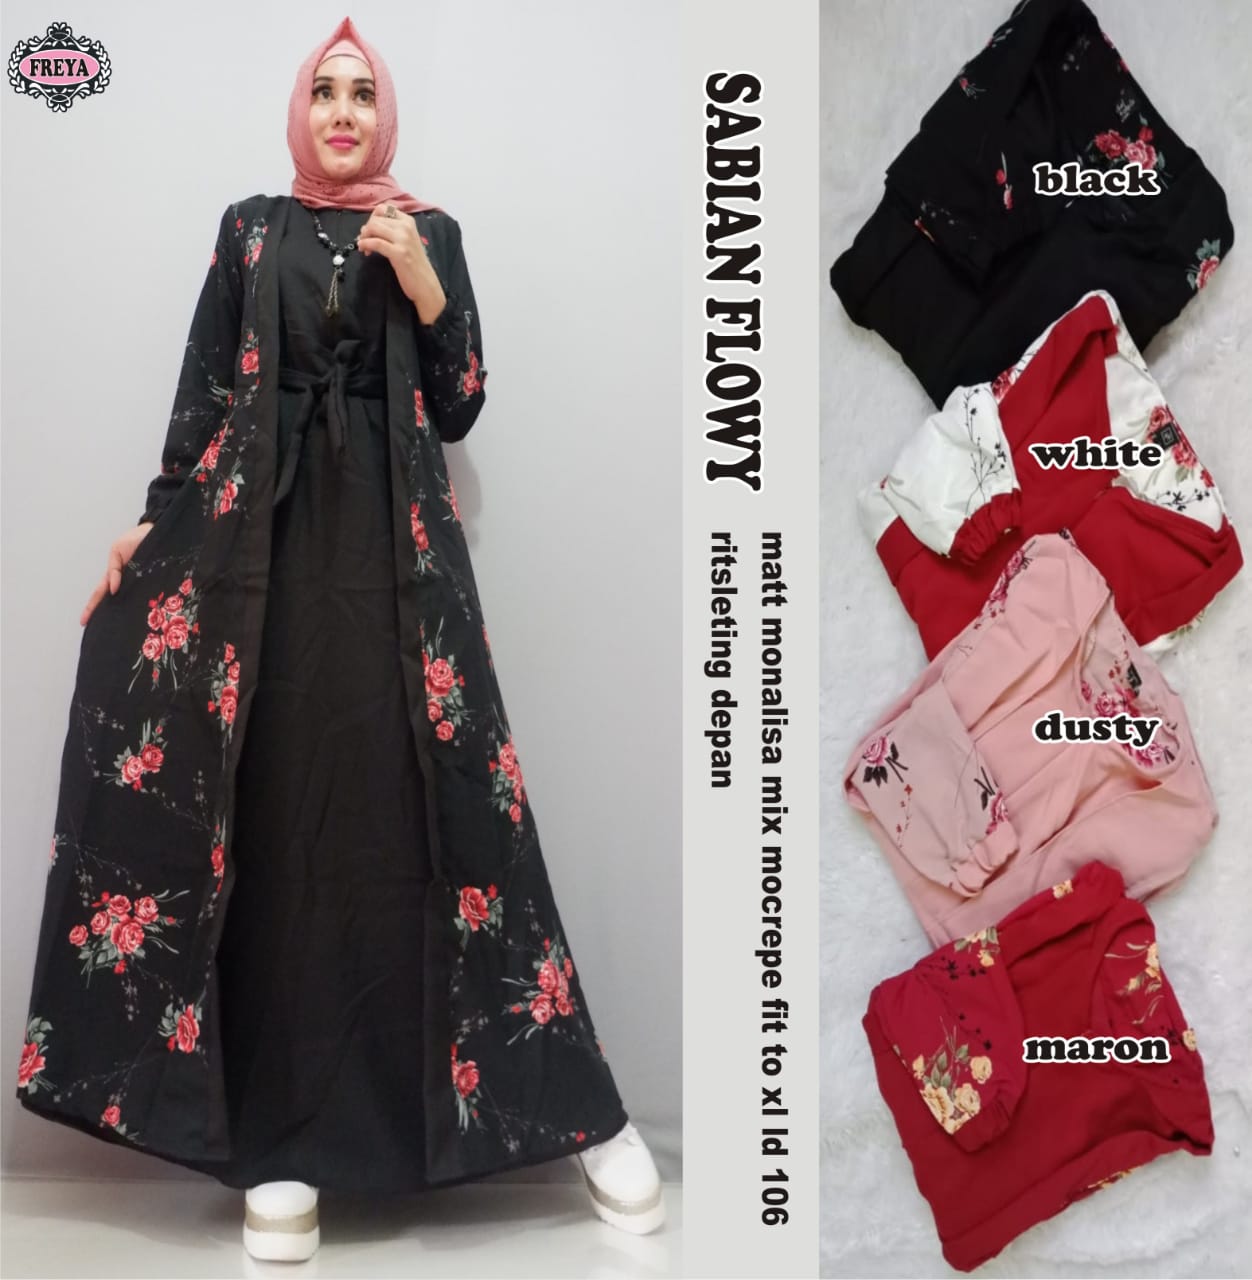 FREYA
SABIAN FLOWY
matt monalisa mix mocrepe fit to xl ld 106
ritsleting depan
black
white
dusty
maron